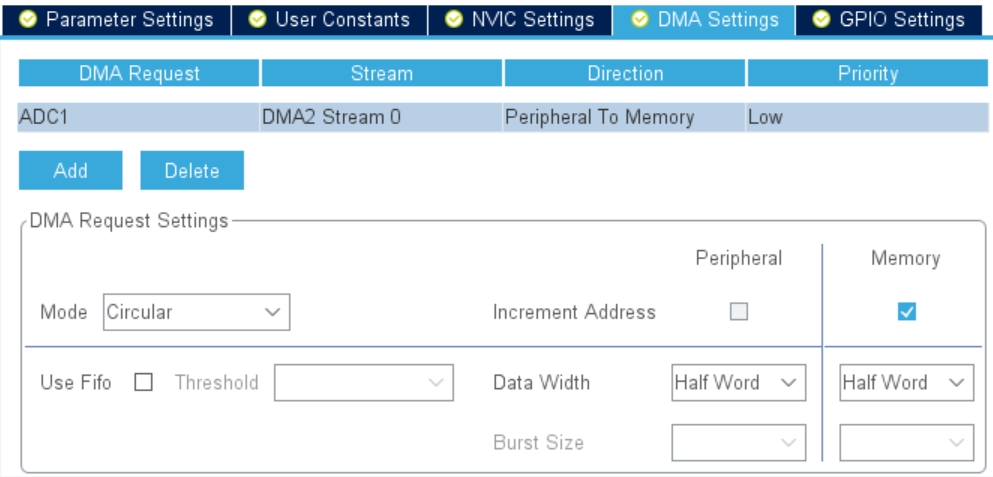 Parameter Settings User Constants NVIC Settings DMA Settings GPIO Settings
DMA Request Stream Direction Priority
ADC1 DMA2 Stream 0 Peripheral To Memory Low
Add Delete
DMA Request Settings
Peripheral Memory
Mode Circular Increment Address
Use Fifo Threshold Data Width Half Word Half Word
Burst Size